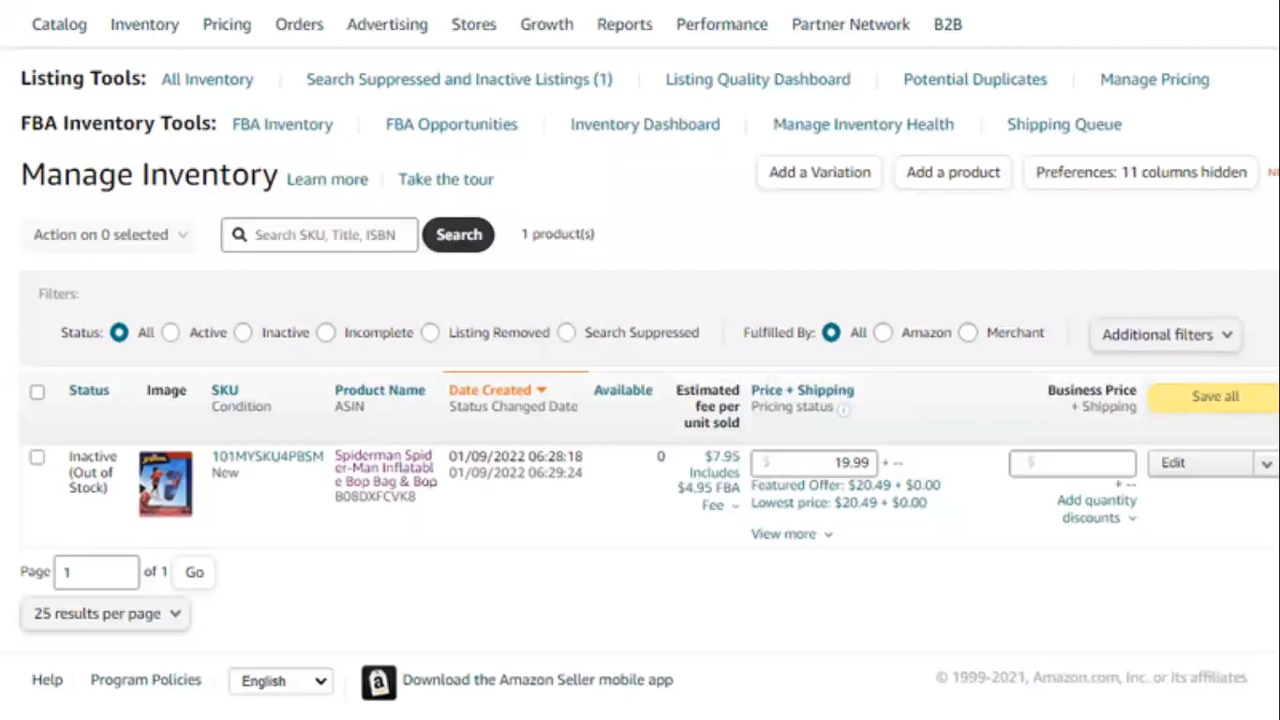 Catalog Inventory Pricing Orders Advertising Stores Growth Reports Performance Partner Network B2B
Listing Tools: All Inventory Search Suppressed and Inactive Listings (1) Listing Quality Dashboard Potential Duplicates Manage Pricing
FBA Inventory Tools: FBA Inventory FBA Opportunities Inventory Dashboard Manage Inventory Health Shipping Queue
Manage Inventory Learn more Take the tour Add a Variation Add a product Preferences: 11 columns hidden
Action on 0 selected Search SKU, Title, ISBN Search 1 product(s)
Filters:
Status: All Active Inactive Incomplete Listing Removed Search Suppressed Fulfilled By: All Amazon Merchant Additional filters
Status Image SKU Product Name Date Created Available Estimated Price + Shipping Business Price Save all
Condition ASIN Status Changed Date fee per Pricing status + Shipping
unit sold
Inactive 101MYSKU4PBSM Spiderman Spid 01/09/2022 06:28:18 0 $7.95 $ 19.99 + -- $ Edit
(Out of New er-Man Inflatabl 01/09/2022 06:29:24 Includes Featured Offer: $20.49 + $0.00 + --
Stock) e Bop Bag & Bop $4.95 FBA Lowest price: $20.49 + $0.00 Add quantity
B08DXFCVK8 Fee discounts
View more
Page 1 of 1 Go
25 results per page
Help Program Policies English Download the Amazon Seller mobile app © 1999-2021, Amazon.com, Inc. or its affiliates